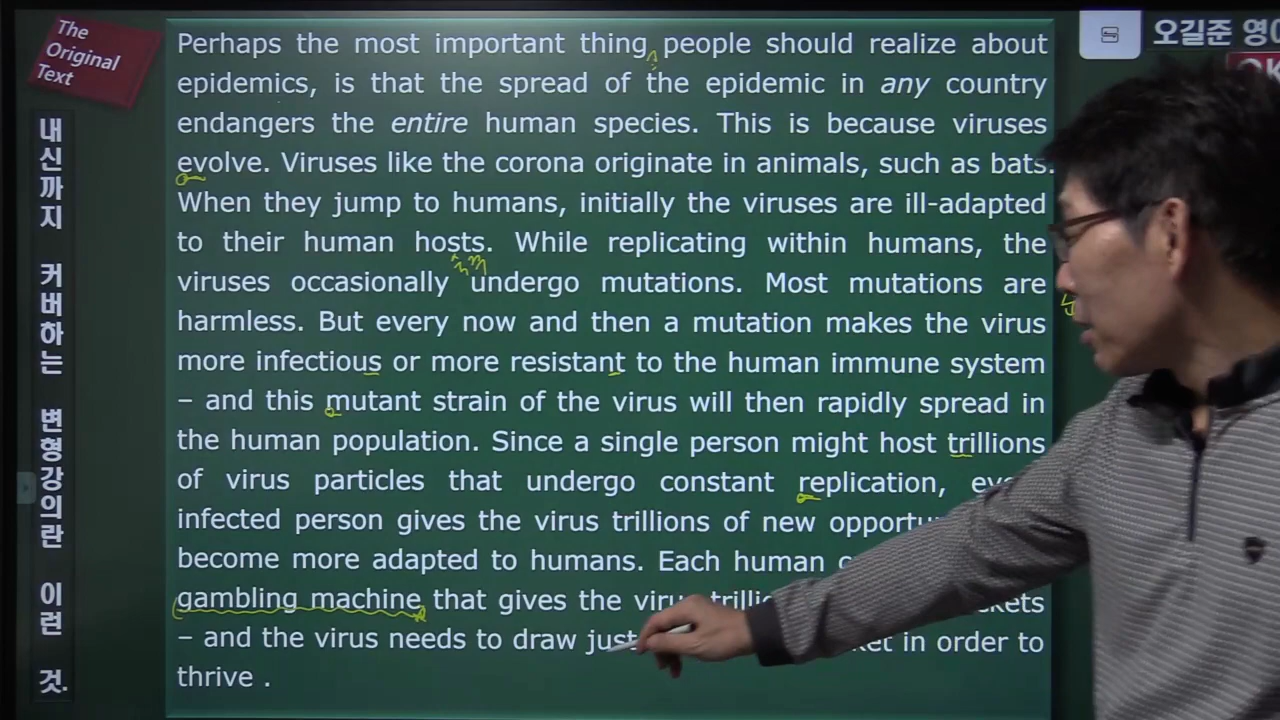 The
Original
Text
오길준 영어
Perhaps the most important thing people should realize about
epidemics, is that the spread of the epidemic in any country
endangers the entire human species. This is because viruses
evolve. Viruses like the corona originate in animals, such as bats.
When they jump to humans, initially the viruses are ill-adapted
to their human hosts. While replicating within humans, the
viruses occasionally undergo mutations. Most mutations are
harmless. But every now and then a mutation makes the virus
more infectious or more resistant to the human immune system
– and this mutant strain of the virus will then rapidly spread in
the human population. Since a single person might host trillions
of virus particles that undergo constant replication,
infected person gives the virus trillions of new
become more adapted to humans. Each human
gambling machine that gives the virus
– and the virus needs to draw just in order to
thrive .
내신까지 커버하는 변형강의란 이런 것.